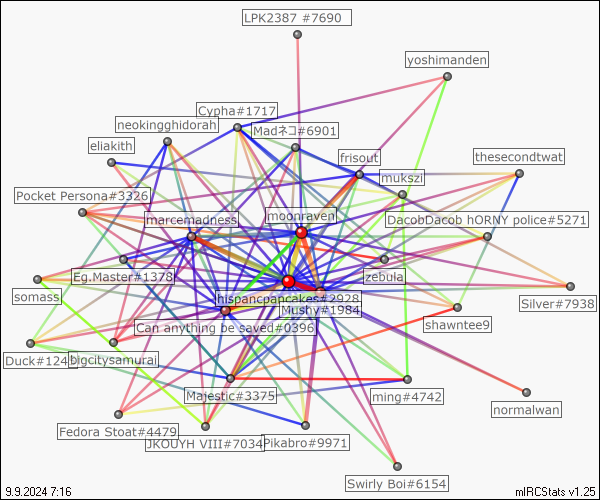 LPK2387 #7690
yoshimanden
Cypha#1717
neokingghidorah
Madネコ#6901
eliakith
frisout
thesecondtwat
mukszi
Pocket Persona#3326
marcemadness
moonraven
DacobDacob hORNY police#5271
Eg.Master#1378
zebula
somass
hispanicpancakes#2928
Silver#7938
Mushy#1984
Can anything be saved#0396
shawntee9
Duck#124
bigcitysamurai
Majestic#3375
ming#4742
normalwan
Fedora Stoat#4479
JKOUYH VIII#7034
Pikabro#9971
Swirly Boi#6154
9.9.2024 7:16
mIRCStats v1.25